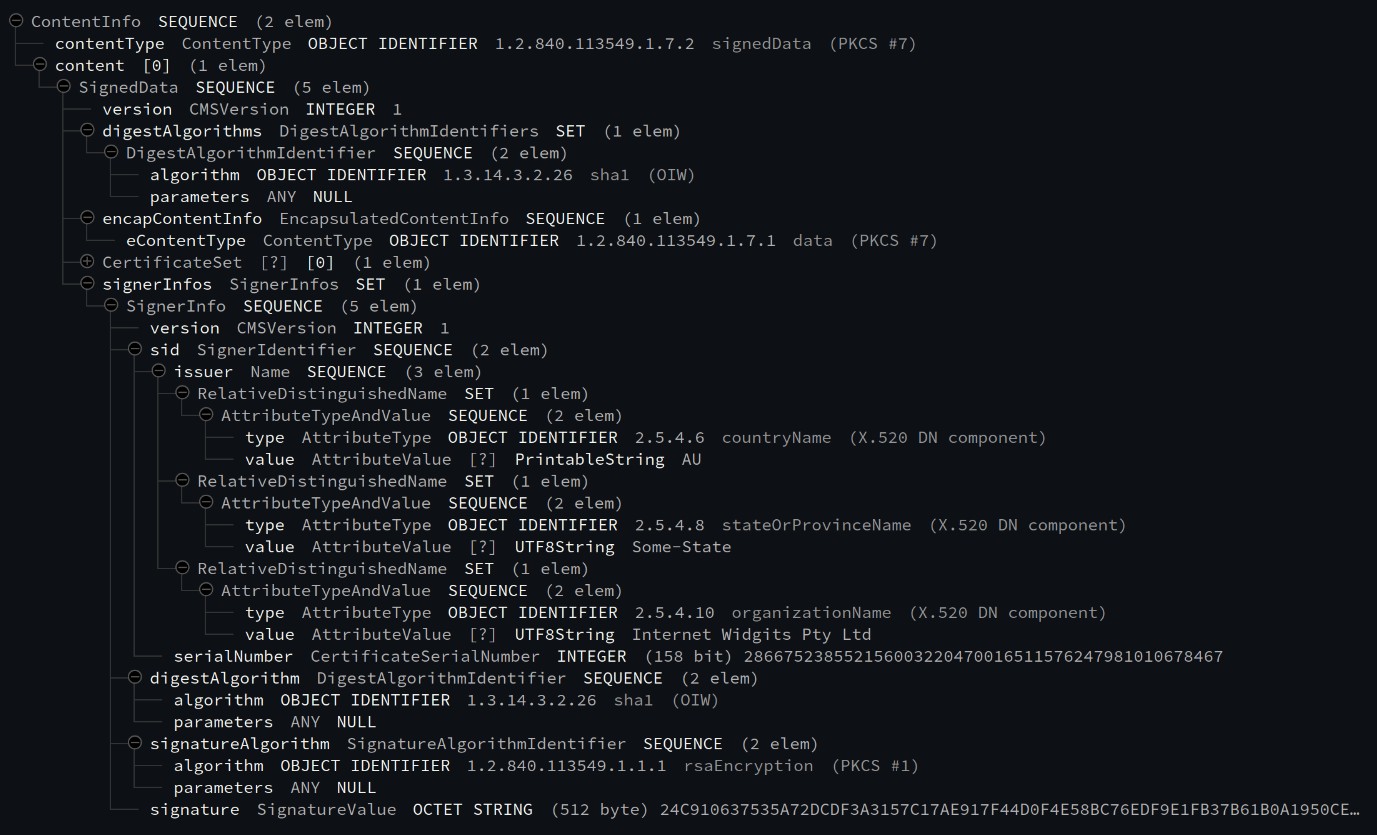 ContentInfo SEQUENCE (2 elem)
contentType ContentType OBJECT IDENTIFIER 1.2.840.113549.1.7.2 signedData (PKCS #7)
content [0] (1 elem)
SignedData SEQUENCE (5 elem)
version CMSVersion INTEGER 1
digestAlgorithms DigestAlgorithmIdentifiers SET (1 elem)
DigestAlgorithmIdentifier SEQUENCE (2 elem)
algorithm OBJECT IDENTIFIER 1.3.14.3.2.26 sha1 (OIW)
parameters ANY NULL
encapContentInfo EncapsulatedContentInfo SEQUENCE (1 elem)
eContentType ContentType OBJECT IDENTIFIER 1.2.840.113549.1.7.1 data (PKCS #7)
CertificateSet [?] [0] (1 elem)
signerInfos SignerInfos SET (1 elem)
SignerInfo SEQUENCE (5 elem)
version CMSVersion INTEGER 1
sid SignerIdentifier SEQUENCE (2 elem)
issuer Name SEQUENCE (3 elem)
RelativeDistinguishedName SET (1 elem)
AttributeTypeAndValue SEQUENCE (2 elem)
type AttributeType OBJECT IDENTIFIER 2.5.4.6 countryName (X.520 DN component)
value AttributeValue [?] PrintableString AU
RelativeDistinguishedName SET (1 elem)
AttributeTypeAndValue SEQUENCE (2 elem)
type AttributeType OBJECT IDENTIFIER 2.5.4.8 stateOrProvinceName (X.520 DN component)
value AttributeValue [?] UTF8String Some-State
RelativeDistinguishedName SET (1 elem)
AttributeTypeAndValue SEQUENCE (2 elem)
type AttributeType OBJECT IDENTIFIER 2.5.4.10 organizationName (X.520 DN component)
value AttributeValue [?] UTF8String Internet Widgits Pty Ltd
serialNumber CertificateSerialNumber INTEGER (158 bit) 286675238552156003220470016511576247981010678467
digestAlgorithm DigestAlgorithmIdentifier SEQUENCE (2 elem)
algorithm OBJECT IDENTIFIER 1.3.14.3.2.26 sha1 (OIW)
parameters ANY NULL
signatureAlgorithm SignatureAlgorithmIdentifier SEQUENCE (2 elem)
algorithm OBJECT IDENTIFIER 1.2.840.113549.1.1.1 rsaEncryption (PKCS #1)
parameters ANY NULL
signature SignatureValue OCTET STRING (512 byte) 24C910637535A72DCDF3A3157C17AE917F44D0F4E58BC76EDF9E1FB37B61B0A1950CE…